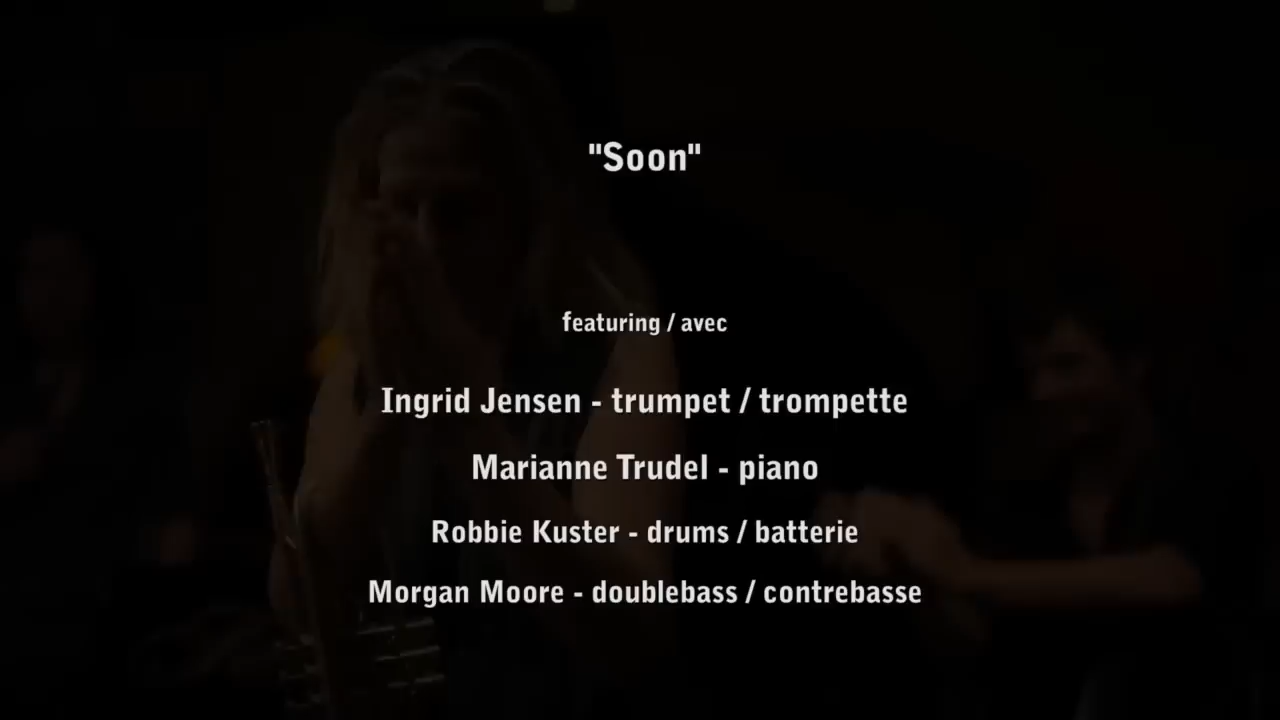 "Soon"
featuring / avec
Ingrid Jensen - trumpet / trompette
Marianne Trudel - piano
Robbie Kuster - drums / batterie
Morgan Moore - doublebass / contrebasse